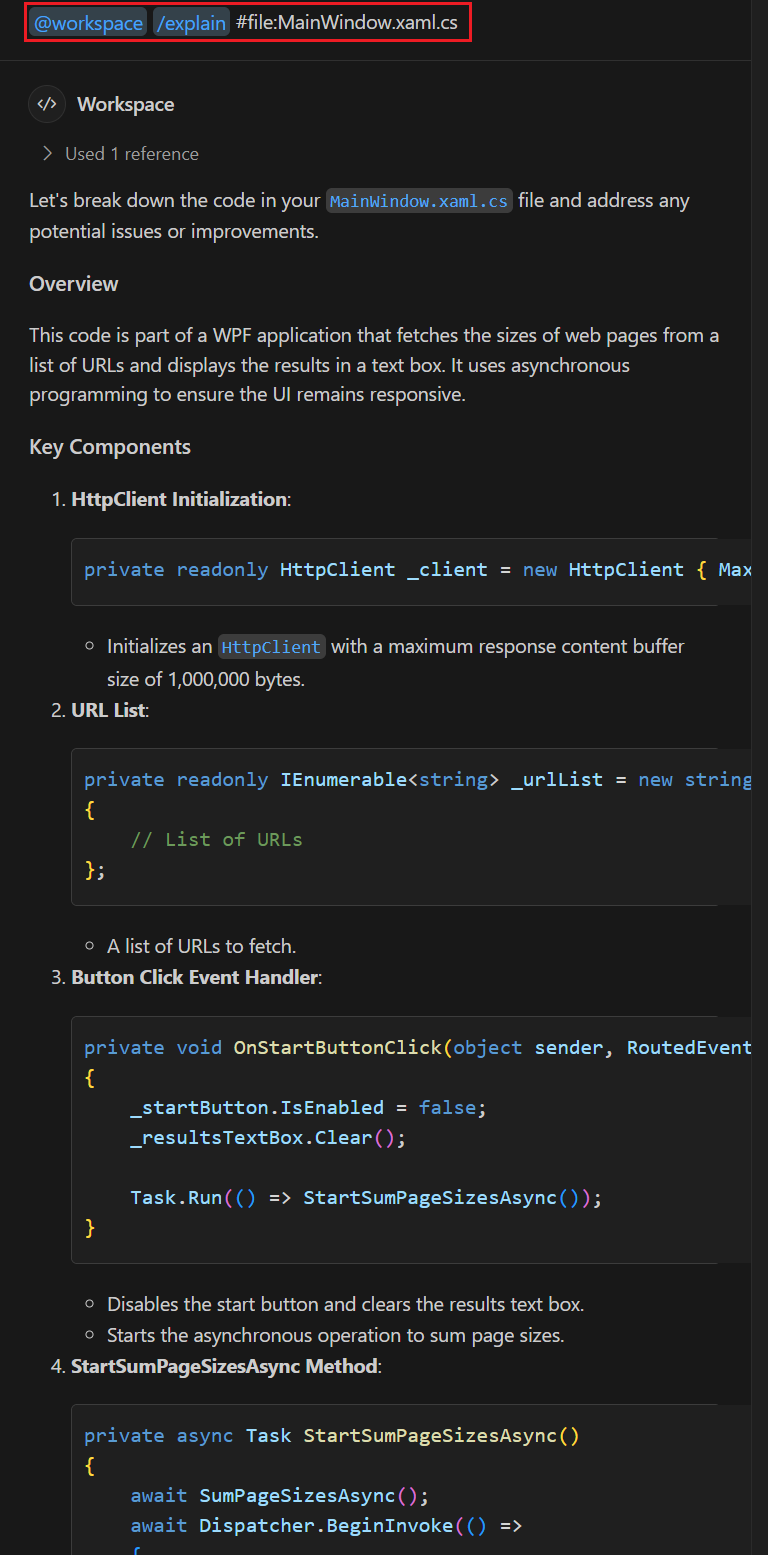 @workspace /explain #file:MainWindow.xaml.cs
</> Workspace
Used 1 reference
Let's break down the code in your MainWindow.xaml.cs file and address any
potential issues or improvements.
Overview
This code is part of a WPF application that fetches the sizes of web pages from a
list of URLs and displays the results in a text box. It uses asynchronous
programming to ensure the UI remains responsive.
Key Components
1. HttpClient Initialization:
private readonly HttpClient _client = new HttpClient { Max
Initializes an HttpClient with a maximum response content buffer
size of 1,000,000 bytes.
2. URL List:
private readonly IEnumerable<string> _urlList = new string
{
// List of URLs
};
A list of URLs to fetch.
3. Button Click Event Handler:
private void OnStartButtonClick(object sender, RoutedEvent
{
_startButton.IsEnabled = false;
_resultsTextBox.Clear();
Task.Run(() => StartSumPageSizesAsync());
}
Disables the start button and clears the results text box.
Starts the asynchronous operation to sum page sizes.
4. StartSumPageSizesAsync Method:
private async Task StartSumPageSizesAsync()
{
await SumPageSizesAsync();
await Dispatcher.BeginInvoke(() =>
{